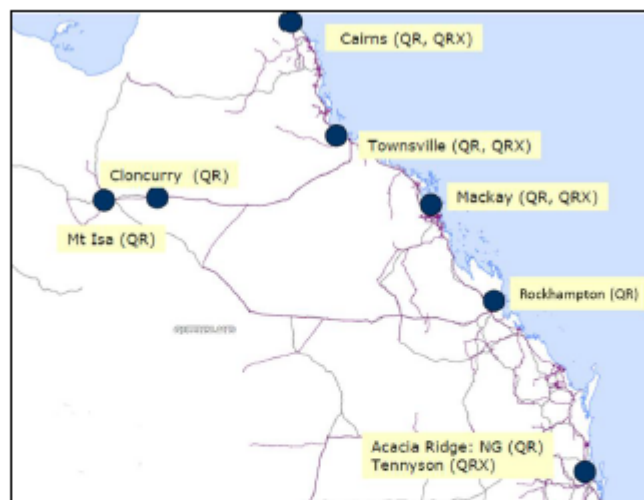 Cairns (QR, QRX)
Townsville (QR, QRX)
Cloncurry (QR)
Mackay (QR, QRX)
Mt Isa (QR)
Rockhampton (QR)
Acacia Ridge: NG (QR)
Tennyson (QRX)